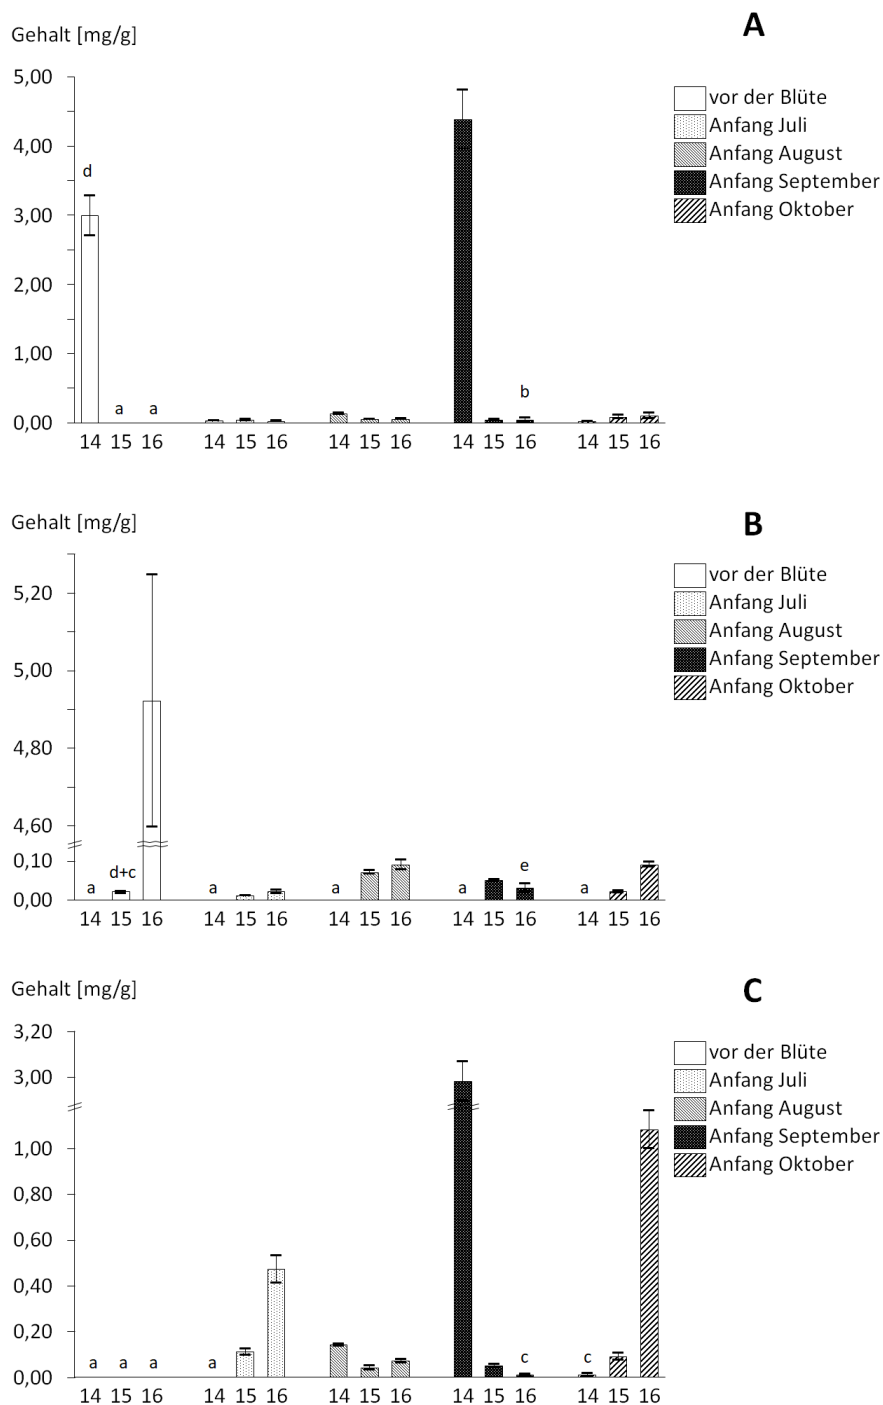 Gehalt [mg/g]
A
5,00
4,00
3,00
2,00
1,00
0,00
d
a a
b
14 15 16 14 15 16 14 15 16 14 15 16 14 15 16
vor der Blüte
Anfang Juli
Anfang August
Anfang September
Anfang Oktober
Gehalt [mg/g]
B
5,20
5,00
4,80
4,60
0,10
0,00
a d+c a a a e a
14 15 16 14 15 16 14 15 16 14 15 16 14 15 16
vor der Blüte
Anfang Juli
Anfang August
Anfang September
Anfang Oktober
Gehalt [mg/g]
C
3,20
3,00
1,00
0,80
0,60
0,40
0,20
0,00
a a a a c c
14 15 16 14 15 16 14 15 16 14 15 16 14 15 16
vor der Blüte
Anfang Juli
Anfang August
Anfang September
Anfang Oktober